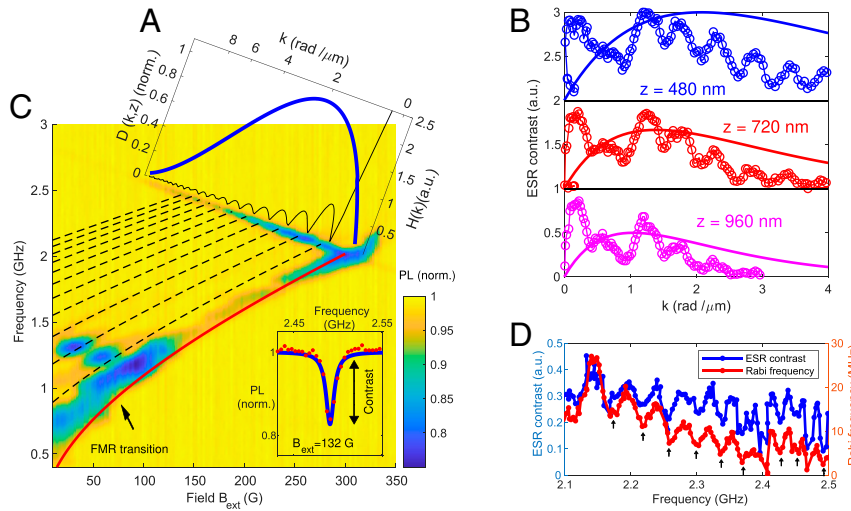 A
k (rad /μm)
8 6 4 2 0
D (k,z) (norm.)
1
0.8
0.6
0.4
0.2
0
H(k)(a.u.)
2.5
2
1.5
1
0.5
C
Frequency (GHz)
3
2.5
2
1.5
1
0.5
50 100 150 200 250 300 350
Field B_ext (G)
FMR transition
PL (norm.)
1
0.95
0.9
0.85
0.8
Frequency
(GHz)
2.45 2.55
PL
(norm.)
1
0.8
Contrast
B_ext=132 G
B
ESR contrast (a.u.)
3
2.5
2
1.5
1
0.5
0
z = 480 nm
z = 720 nm
z = 960 nm
0 1 2 3 4
k (rad /μm)
D
ESR contrast (a.u.)
0.5
0.4
0.3
0.2
0.1
0
ESR contrast
Rabi frequency
30
20
10
0
2.1 2.2 2.3 2.4 2.5
Frequency (GHz)